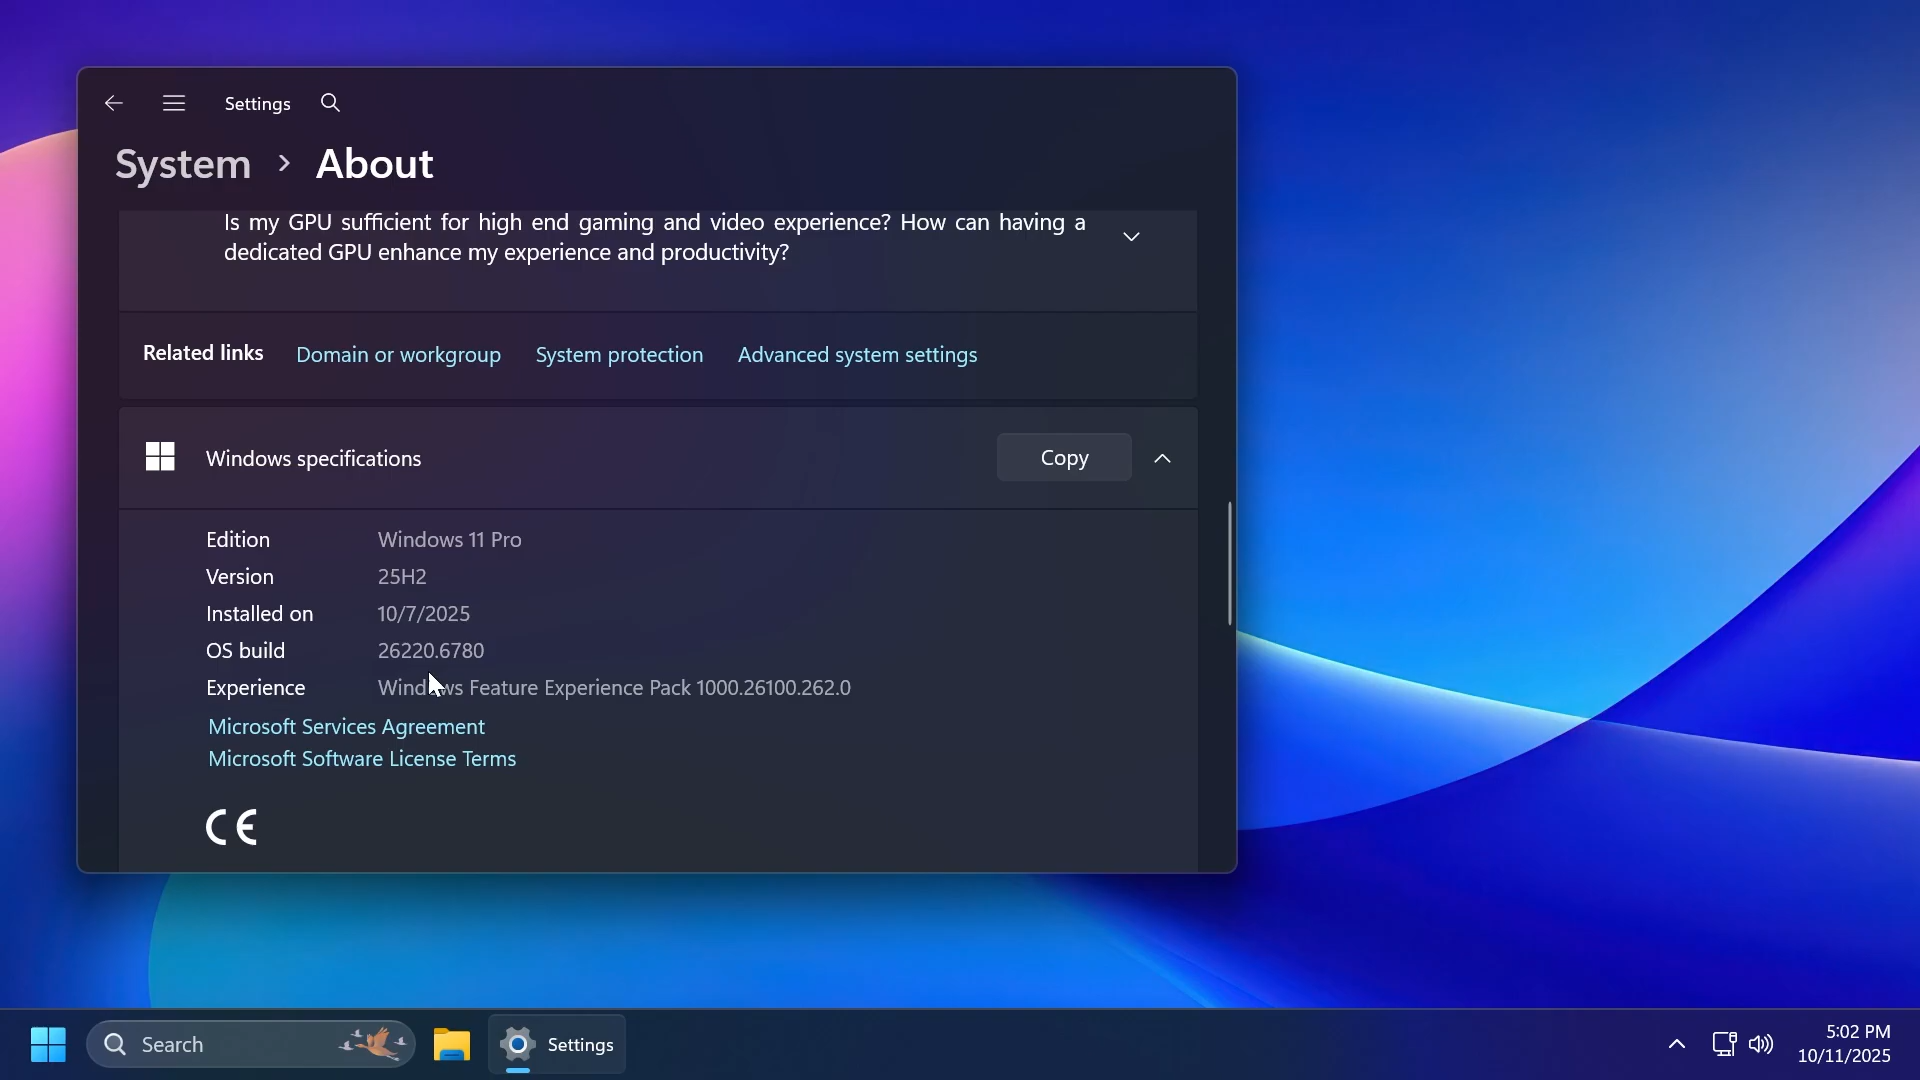 Settings
System > About
Is my GPU sufficient for high end gaming and video experience? How can having a
dedicated GPU enhance my experience and productivity?
Related links Domain or workgroup System protection Advanced system settings
Windows specifications Copy
Edition Windows 11 Pro
Version 25H2
Installed on 10/7/2025
OS build 26220.6780
Experience Windows Feature Experience Pack 1000.26100.262.0
Microsoft Services Agreement
Microsoft Software License Terms
CE
Search Settings
5:02 PM
10/11/2025